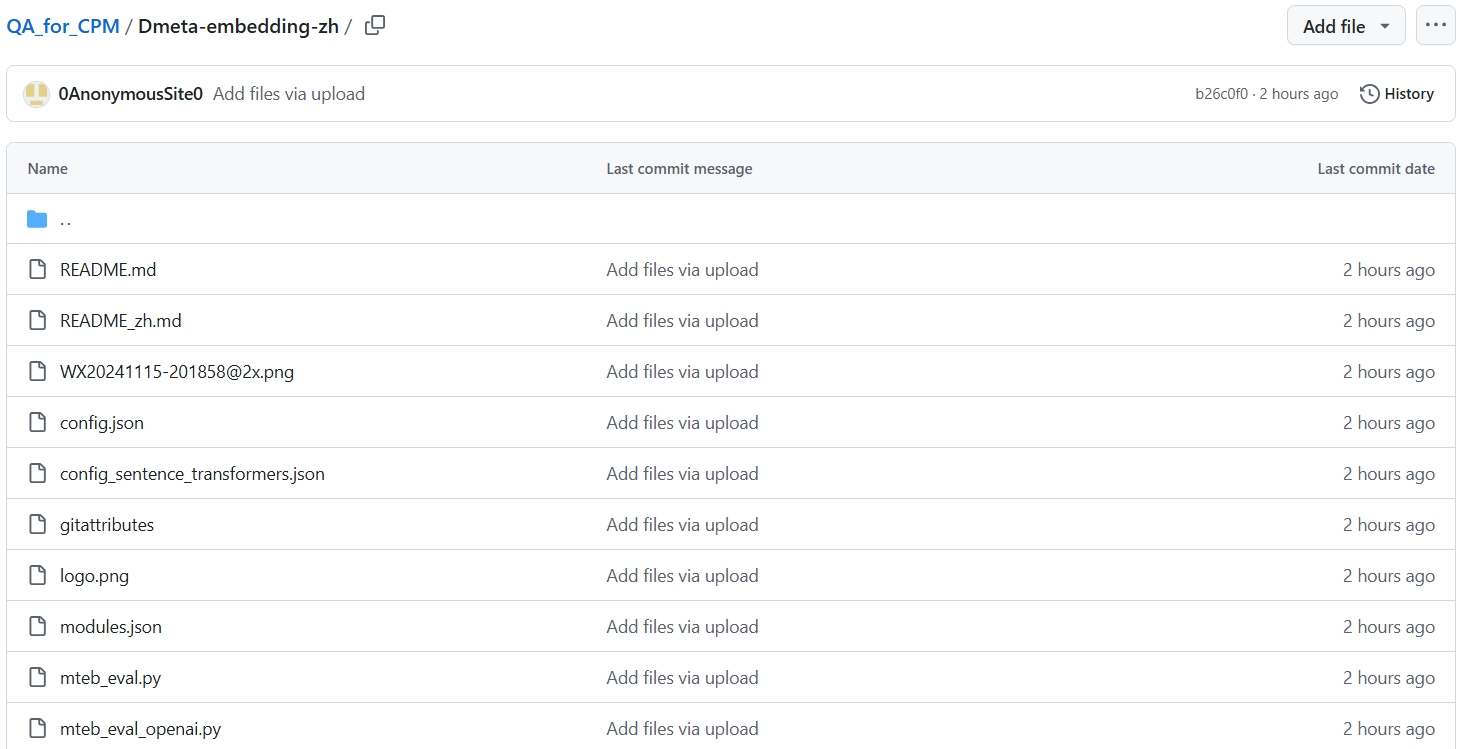 QA_for_CPM / Dmeta-embedding-zh / Add file ...
0AnonymousSite0 Add files via upload b26c0f0 · 2 hours ago History
Name Last commit message Last commit date
..
README.md Add files via upload 2 hours ago
README_zh.md Add files via upload 2 hours ago
WX20241115-201858@2x.png Add files via upload 2 hours ago
config.json Add files via upload 2 hours ago
config_sentence_transformers.json Add files via upload 2 hours ago
gitattributes Add files via upload 2 hours ago
logo.png Add files via upload 2 hours ago
modules.json Add files via upload 2 hours ago
mteb_eval.py Add files via upload 2 hours ago
mteb_eval_openai.py Add files via upload 2 hours ago